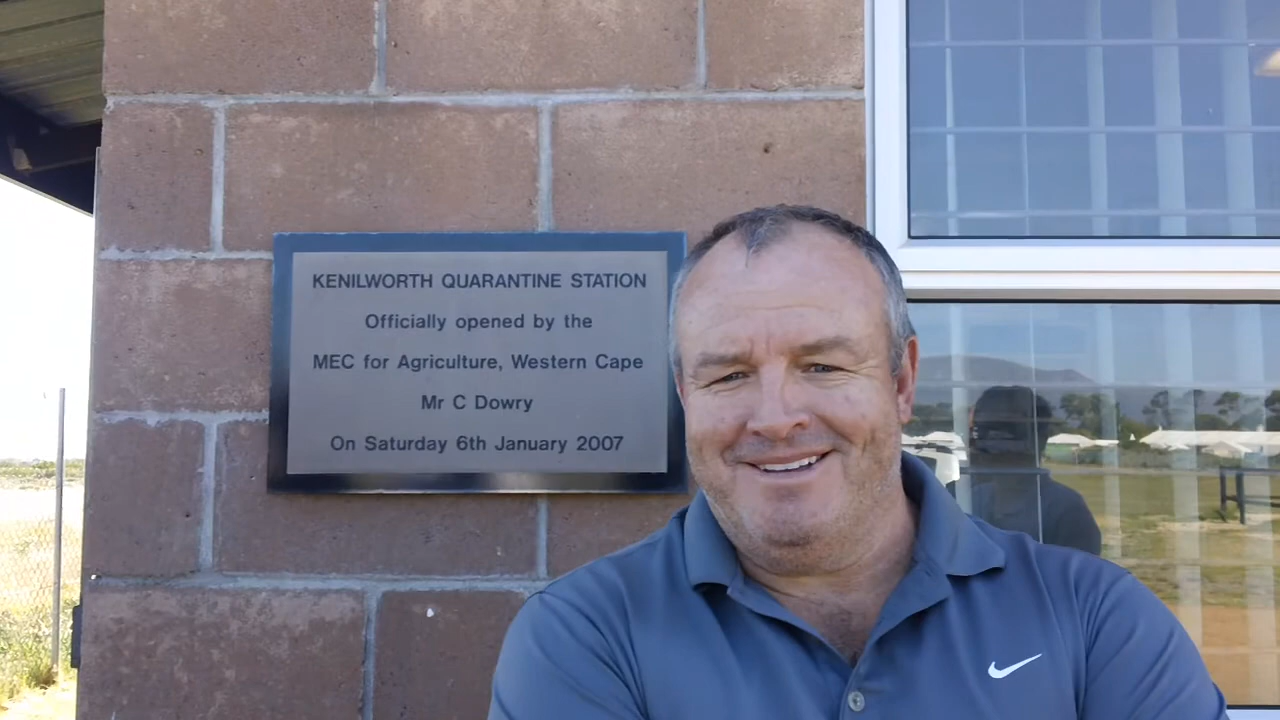 KENILWORTH QUARANTINE STATION
Officially opened by the
MEC for Agriculture, Western Cape
Mr C Dowry
On Saturday 6th January 2007